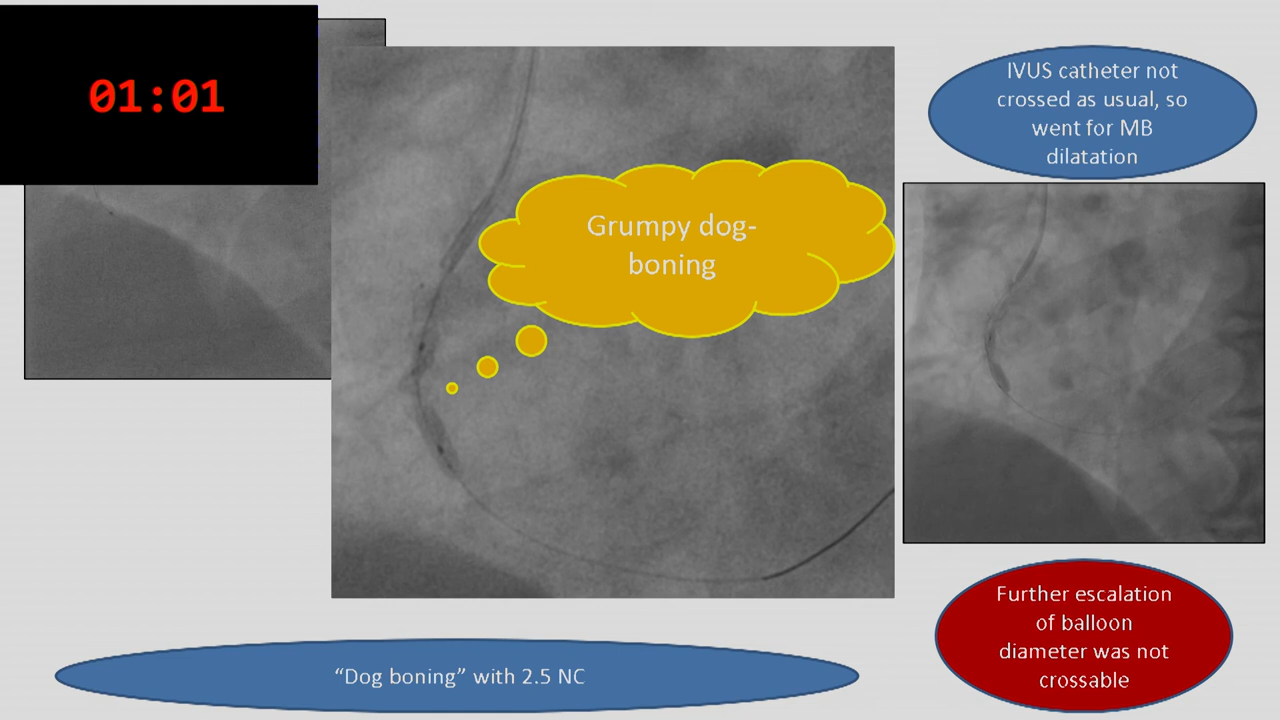 01:01
IVUS catheter not
crossed as usual, so
went for MB
dilatation
Grumpy dog-
boning
Further escalation
of balloon
diameter was not
crossable
“Dog boning” with 2.5 NC